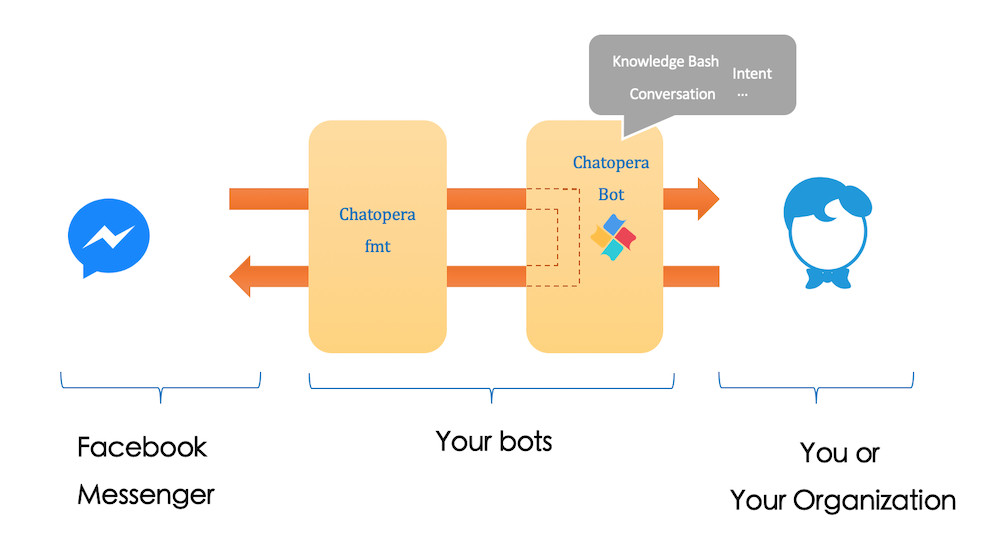 Knowledge Bash
Intent
Conversation
...
Chatopera
Bot
Chatopera
fmt
Facebook
Messenger
Your bots
You or
Your Organization